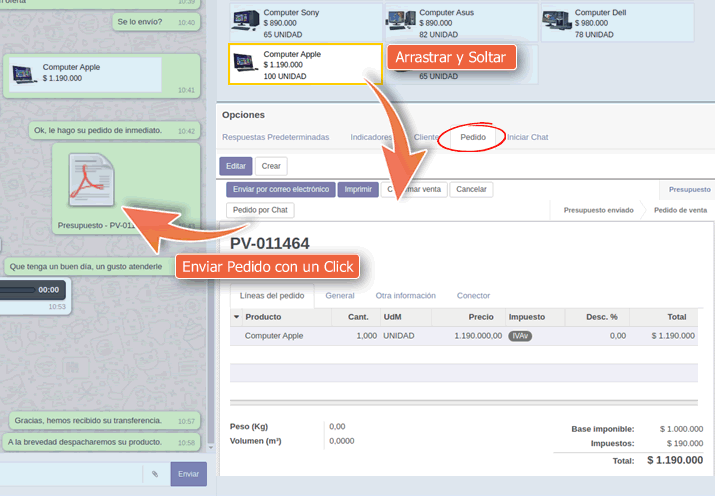 oferta
10:39
Se lo envío?
10:40
Computer Apple
$ 1.190.000
10:41
Ok, le hago su pedido de inmediato.
10:42
Presupuesto - PV-011
Que tenga un buen día, un gusto atenderle
00:00
10:53
Gracias, hemos recibido su transferencia.
10:57
A la brevedad despacharemos su producto.
10:58
Enviar
Computer Sony
$ 890.000
65 UNIDAD
Computer Asus
$ 890.000
82 UNIDAD
Computer Dell
$ 980.000
78 UNIDAD
Computer Apple
$ 1.190.000
100 UNIDAD
65 UNIDAD
Arrastrar y Soltar
Opciones
Respuestas Predeterminadas
Indicadores
Cliente
Pedido
Iniciar Chat
Editar
Crear
Enviar por correo electrónico
Imprimir
mar venta
Cancelar
Presupuesto
Pedido por Chat
Presupuesto enviado
Pedido de venta
PV-011464
Enviar Pedido con un Click
Líneas del pedido
General
Otra información
Conector
Producto Cant. UdM Precio Impuesto Desc. % Total
Computer Apple 1,000 UNIDAD 1.190.000,00 IVAv 0,00 $ 1.190.000
Peso (Kg) 0,00
Volumen (m³) 0,0000
Base imponible: $ 1.000.000
Impuestos: $ 190.000
Total: $ 1.190.000